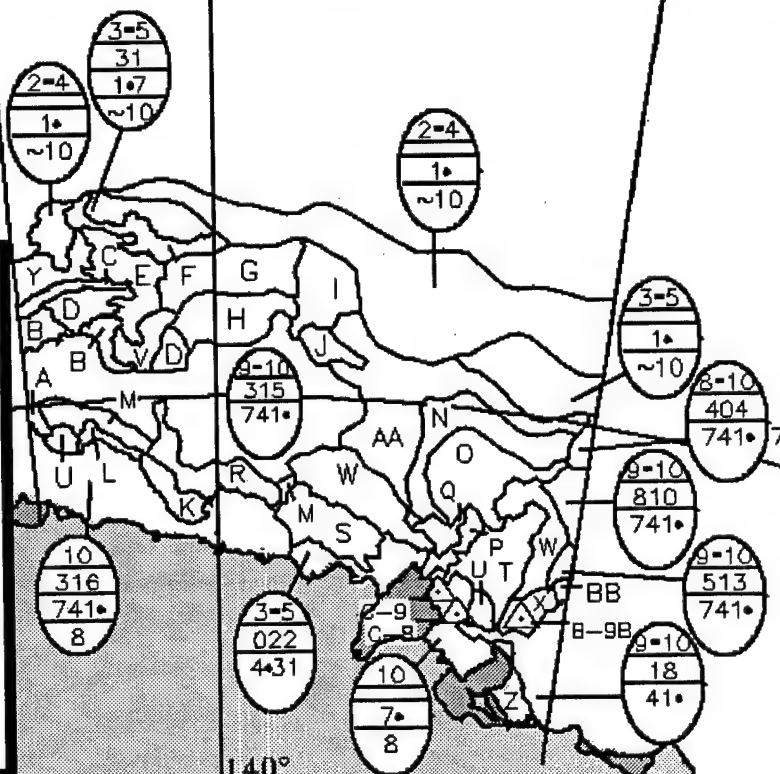 3=5
31
1•7
~10
2=4
1•
~10
2=4
1•
~10
C
Y
E
F
G
I
D
B
H
3=5
1•
~10
B
V
D
J
A
9-10
315
741•
8-10
404
741•
7
M
N
AA
O
U
L
R
W
Q
9-10
810
741•
K
M
S
P
W
U
T
10
316
741•
8
9-10
513
741•
X
BB
3=5
022
4•31
8-9B
10
7•
8
9-10
18
41•
Z
140°